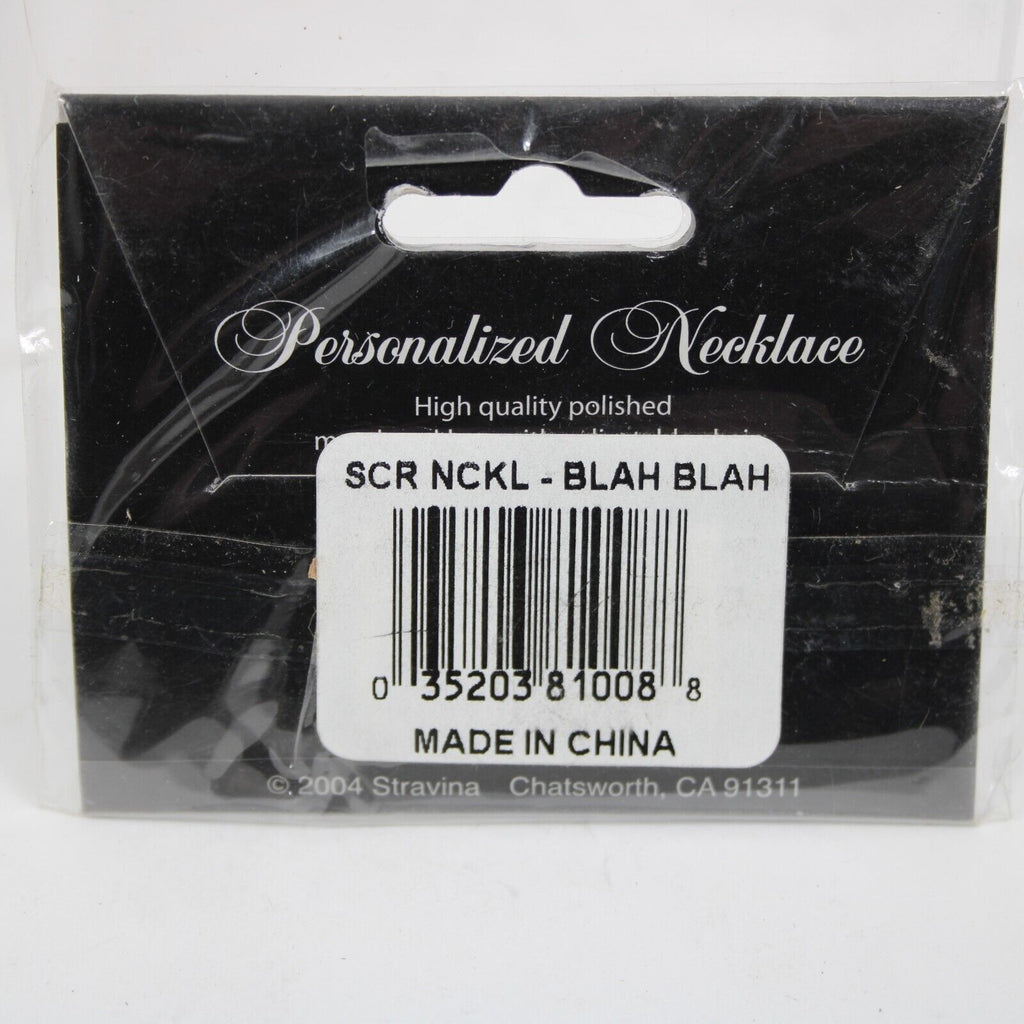 Personalized Necklace
High quality polished
SCR NCKL - BLAH BLAH
0 35203 81008 8
MADE IN CHINA
© 2004 Stravina Chatsworth, CA 91311